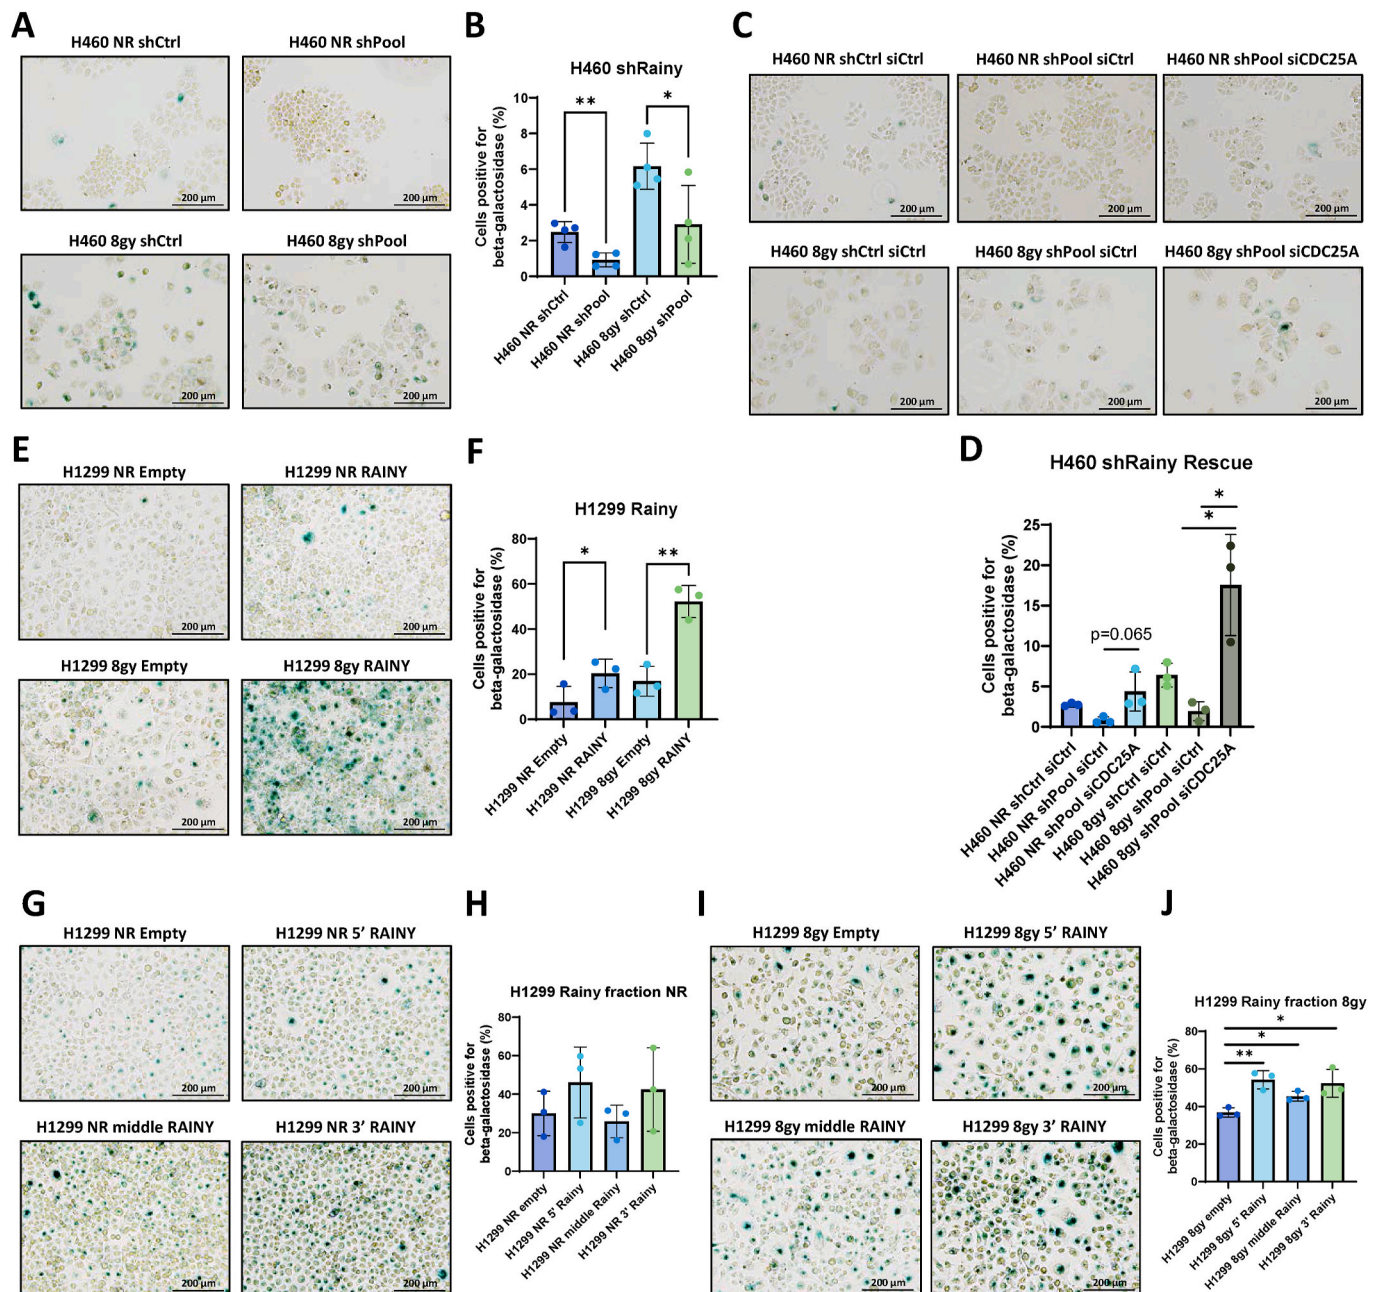 A
H460 NR shCtrl
H460 NR shPool
200 µm
200 µm
H460 8gy shCtrl
H460 8gy shPool
200 µm
200 µm
B
H460 shRainy
Cells positive for
beta-galactosidase (%)
10
8
6
4
2
0
**
*
H460 NR shCtrl
H460 NR shPool
H460 8gy shCtrl
H460 8gy shPool
C
H460 NR shCtrl siCtrl
H460 NR shPool siCtrl
H460 NR shPool siCDC25A
200 µm
200 µm
200 µm
H460 8gy shCtrl siCtrl
H460 8gy shPool siCtrl
H460 8gy shPool siCDC25A
200 µm
200 µm
200 µm
E
H1299 NR Empty
H1299 NR RAINY
200 µm
200 µm
H1299 8gy Empty
H1299 8gy RAINY
200 µm
200 µm
F
H1299 Rainy
Cells positive for
beta-galactosidase (%)
80
60
40
20
0
*
**
H1299 NR Empty
H1299 NR RAINY
H1299 8gy Empty
H1299 8gy RAINY
D
H460 shRainy Rescue
Cells positive for
beta-galactosidase (%)
25
20
15
10
5
0
p=0.065
*
*
H460 NR shCtrl siCtrl
H460 NR shPool siCtrl
H460 NR shPool siCDC25A
H460 8gy shCtrl siCtrl
H460 8gy shPool siCtrl
H460 8gy shPool siCDC25A
G
H1299 NR Empty
H1299 NR 5’ RAINY
200 µm
200 µm
H1299 NR middle RAINY
H1299 NR 3’ RAINY
200 µm
200 µm
H
H1299 Rainy fraction NR
Cells positive for
beta-galactosidase (%)
80
60
40
20
0
H1299 NR empty
H1299 NR 5’ Rainy
H1299 NR middle Rainy
H1299 NR 3’ Rainy
I
H1299 8gy Empty
H1299 8gy 5’ RAINY
200 µm
200 µm
H1299 8gy middle RAINY
H1299 8gy 3’ RAINY
200 µm
200 µm
J
H1299 Rainy fraction 8gy
Cells positive for
beta-galactosidase (%)
80
60
40
20
0
*
*
**
H1299 8gy empty
H1299 8gy 5’ Rainy
H1299 8gy middle Rainy
H1299 8gy 3’ Rainy